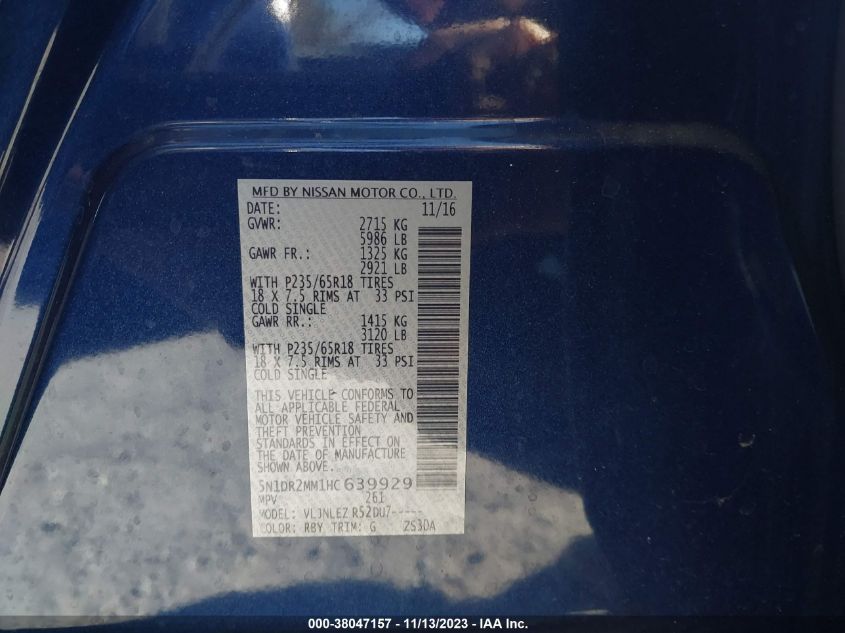 MFD BY NISSAN MOTOR CO., LTD.
DATE: 11/16
GVWR: 2715 KG
5986 LB
GAWR FR.: 1325 KG
2921 LB
WITH P235/65R18 TIRES
18 X 7.5 RIMS AT 33 PSI
COLD SINGLE
GAWR RR.: 1415 KG
3120 LB
WITH P235/65R18 TIRES
18 X 7.5 RIMS AT 33 PSI
COLD SINGLE
THIS VEHICLE CONFORMS TO
ALL APPLICABLE FEDERAL
MOTOR VEHICLE SAFETY AND
THEFT PREVENTION
STANDARDS IN EFFECT ON
THE DATE OF MANUFACTURE
SHOWN ABOVE.
5N1DR2MM1HC639929
MPV 261
MODEL: VLJNLEZ R52DU7-----
COLOR: RBY TRIM: G ZS3DA
000-38047157 - 11/13/2023 - IAA Inc.